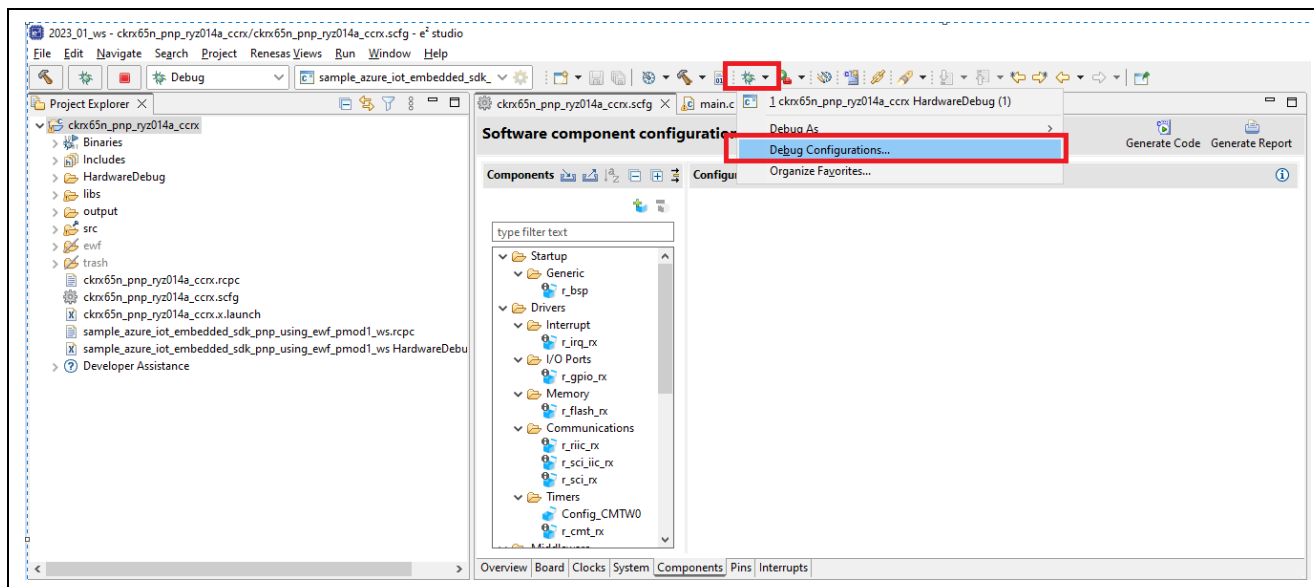 2023_01_ws - ckrx65n_pnp_ryz014a_ccrx/ckrx65n_pnp_ryz014a_ccrx.scfg - e² studio
File Edit Navigate Search Project Renesas Views Run Window Help
Debug
sample_azure_iot_embedded_sdk_
Project Explorer
ckrx65n_pnp_ryz014a_ccrx
Binaries
Includes
HardwareDebug
libs
output
src
ewf
trash
ckrx65n_pnp_ryz014a_ccrx.rcpc
ckrx65n_pnp_ryz014a_ccrx.scfg
ckrx65n_pnp_ryz014a_ccrx.x.launch
sample_azure_iot_embedded_sdk_pnp_using_ewf_pmod1_ws.rcpc
sample_azure_iot_embedded_sdk_pnp_using_ewf_pmod1_ws HardwareDebu
Developer Assistance
ckrx65n_pnp_ryz014a_ccrx.scfg
main.c
1 ckrx65n_pnp_ryz014a_ccrx HardwareDebug (1)
Debug As
Debug Configurations...
Organize Favorites...
Software component configuration
Generate Code Generate Report
Components
Configu
type filter text
Startup
Generic
r_bsp
Drivers
Interrupt
r_irq_rx
I/O Ports
r_gpio_rx
Memory
r_flash_rx
Communications
r_riic_rx
r_sci_iic_rx
r_sci_rx
Timers
Config_CMTW0
r_cmt_rx
Middleware
Overview Board Clocks System Components Pins Interrupts